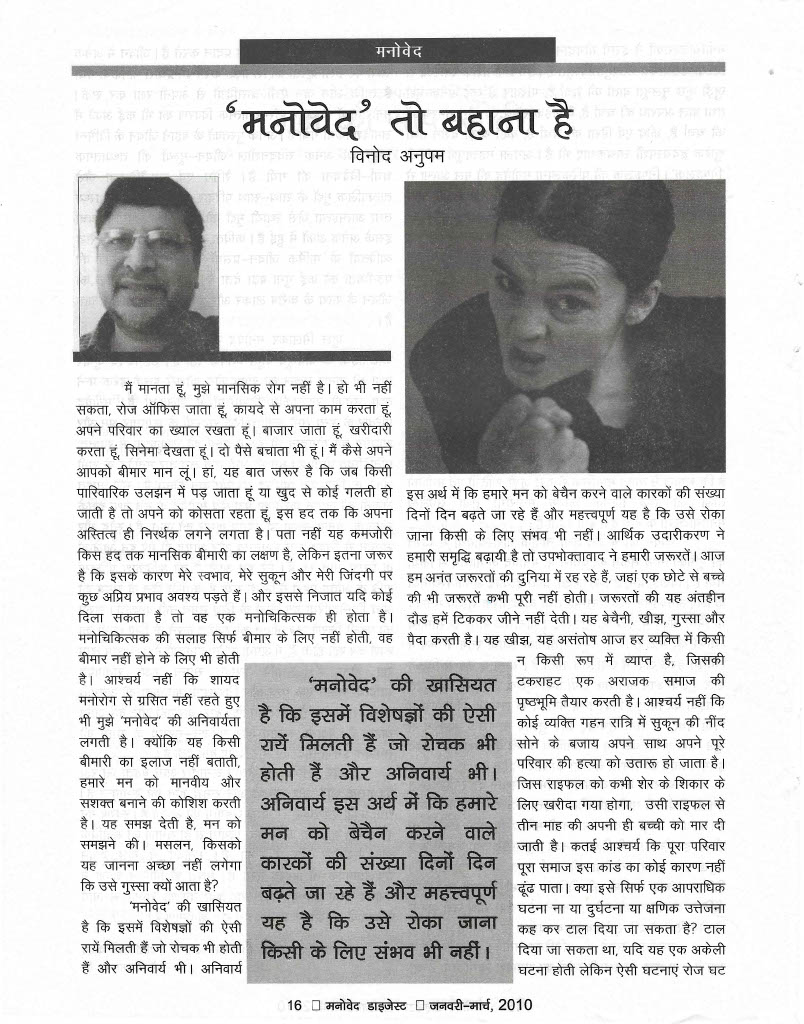 मनोवेद
‘मनोवेद’ तो बहाना है
विनोद अनुपम
मैं मानता हूं, मुझे मानसिक रोग नहीं है। हो भी नहीं
सकता, रोज ऑफिस जाता हूं, कायदे से अपना काम करता हूं,
अपने परिवार का ख्याल रखता हूं। बाजार जाता हूं, खरीदारी
करता हूं, सिनेमा देखता हूं। दो पैसे बचाता भी हूं। मैं कैसे अपने
आपको बीमार मान लूं। हां, यह बात जरूर है कि जब किसी
पारिवारिक उलझन में पड़ जाता हूं या खुद से कोई गलती हो
जाती है तो अपने को कोसता रहता हूं, इस हद तक कि अपना
अस्तित्व ही निरर्थक लगने लगता है। पता नहीं यह कमजोरी
किस हद तक मानसिक बीमारी का लक्षण है, लेकिन इतना जरूर
है कि इसके कारण मेरे स्वभाव, मेरे सुकून और मेरी जिंदगी पर
कुछ अप्रिय प्रभाव अवश्य पड़ते हैं। और इससे निजात यदि कोई
दिला सकता है तो वह एक मनोचिकित्सक ही होता है।
मनोचिकित्सक की सलाह सिर्फ बीमार के लिए नहीं होती, वह
बीमार नहीं होने के लिए भी होती
है। आश्चर्य नहीं कि शायद
मनोरोग से ग्रसित नहीं रहते हुए
भी मुझे ‘मनोवेद’ की अनिवार्यता
लगती है। क्योंकि यह किसी
बीमारी का इलाज नहीं बताती,
हमारे मन को मानवीय और
सशक्त बनाने की कोशिश करती
है। यह समझ देती है, मन को
समझने की। मसलन, किसको
यह जानना अच्छा नहीं लगेगा
कि उसे गुस्सा क्यों आता है?
‘मनोवेद’ की खासियत
है कि इसमें विशेषज्ञों की ऐसी
रायें मिलती हैं जो रोचक भी होती
हैं और अनिवार्य भी। अनिवार्य
इस अर्थ में कि हमारे मन को बेचैन करने वाले कारकों की संख्या
दिनों दिन बढ़ते जा रहे हैं और महत्त्वपूर्ण यह है कि उसे रोका
जाना किसी के लिए संभव भी नहीं। आर्थिक उदारीकरण ने
हमारी समृद्धि बढ़ायी है तो उपभोक्तावाद ने हमारी जरूरतें। आज
हम अनंत जरूरतों की दुनिया में रह रहे हैं, जहां एक छोटे से बच्चे
की भी जरूरतें कभी पूरी नहीं होती। जरूरतों की यह अंतहीन
दौड़ हमें टिककर जीने नहीं देती। यह बेचैनी, खीझ, गुस्सा और
पैदा करती है। यह खीझ, यह असंतोष आज हर व्यक्ति में किसी
न किसी रूप में व्याप्त है, जिसकी
टकराहट एक अराजक समाज की
पृष्ठभूमि तैयार करती है। आश्चर्य नहीं कि
कोई व्यक्ति गहन रात्रि में सुकून की नींद
सोने के बजाय अपने साथ अपने पूरे
परिवार की हत्या को उतारू हो जाता है।
जिस राइफल को कभी शेर के शिकार के
लिए खरीदा गया होगा, उसी राइफल से
तीन माह की अपनी ही बच्ची को मार दी
जाती है। कतई आश्चर्य कि पूरा परिवार
पूरा समाज इस कांड का कोई कारण नहीं
ढूंढ पाता। क्या इसे सिर्फ एक आपराधिक
घटना ना या दुर्घटना या क्षणिक उत्तेजना
कह कर टाल दिया जा सकता है? टाल
दिया जा सकता था, यदि यह एक अकेली
घटना होती लेकिन ऐसी घटनाएं रोज घट
‘मनोवेद’ की खासियत
है कि इसमें विशेषज्ञों की ऐसी
रायें मिलती हैं जो रोचक भी
होती हैं और अनिवार्य भी।
अनिवार्य इस अर्थ में कि हमारे
मन को बेचैन करने वाले
कारकों की संख्या दिनों दिन
बढ़ते जा रहे हैं और महत्त्वपूर्ण
यह है कि उसे रोका जाना
किसी के लिए संभव भी नहीं।
16 □ मनोवेद डाइजेस्ट □ जनवरी-मार्च, 2010